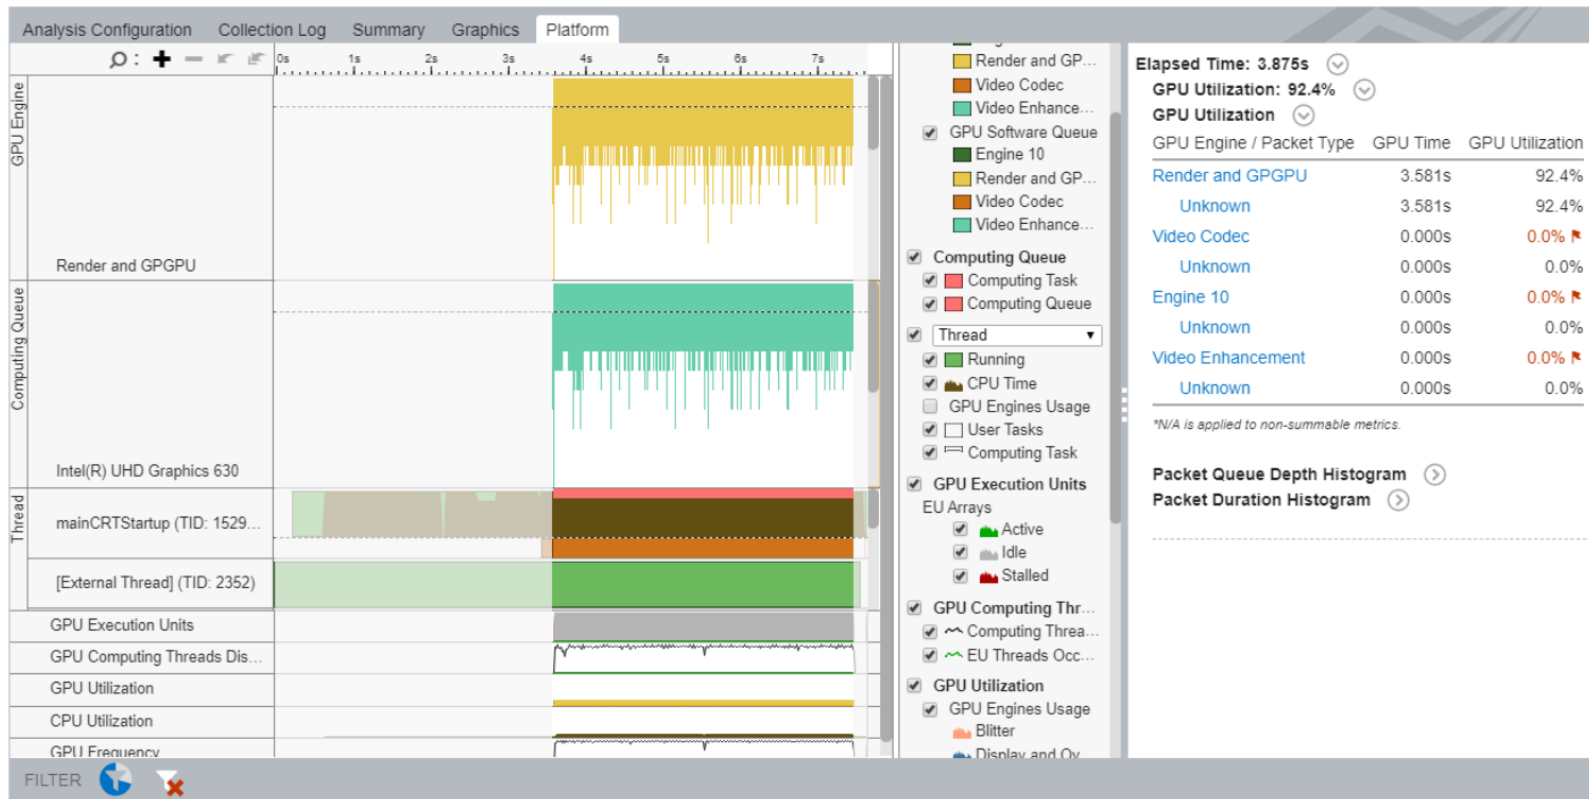 Analysis Configuration Collection Log Summary Graphics Platform
0s 1s 2s 3s 4s 5s 6s 7s
GPU Engine
Render and GPGPU
Computing Queue
Intel(R) UHD Graphics 630
Thread
mainCRTStartup (TID: 1529...
[External Thread] (TID: 2352)
GPU Execution Units
GPU Computing Threads Dis...
GPU Utilization
CPU Utilization
GPU Frequency
Render and GP...
Video Codec
Video Enhance...
GPU Software Queue
Engine 10
Render and GP...
Video Codec
Video Enhance...
Computing Queue
Computing Task
Computing Queue
Thread
Running
CPU Time
GPU Engines Usage
User Tasks
Computing Task
GPU Execution Units
EU Arrays
Active
Idle
Stalled
GPU Computing Thr...
Computing Threa...
EU Threads Occ...
GPU Utilization
GPU Engines Usage
Blitter
Display and Ov
Elapsed Time: 3.875s
GPU Utilization: 92.4%
GPU Utilization
GPU Engine / Packet Type GPU Time GPU Utilization
Render and GPGPU 3.581s 92.4%
Unknown 3.581s 92.4%
Video Codec 0.000s 0.0%
Unknown 0.000s 0.0%
Engine 10 0.000s 0.0%
Unknown 0.000s 0.0%
Video Enhancement 0.000s 0.0%
Unknown 0.000s 0.0%
*N/A is applied to non-summable metrics.
Packet Queue Depth Histogram
Packet Duration Histogram
FILTER